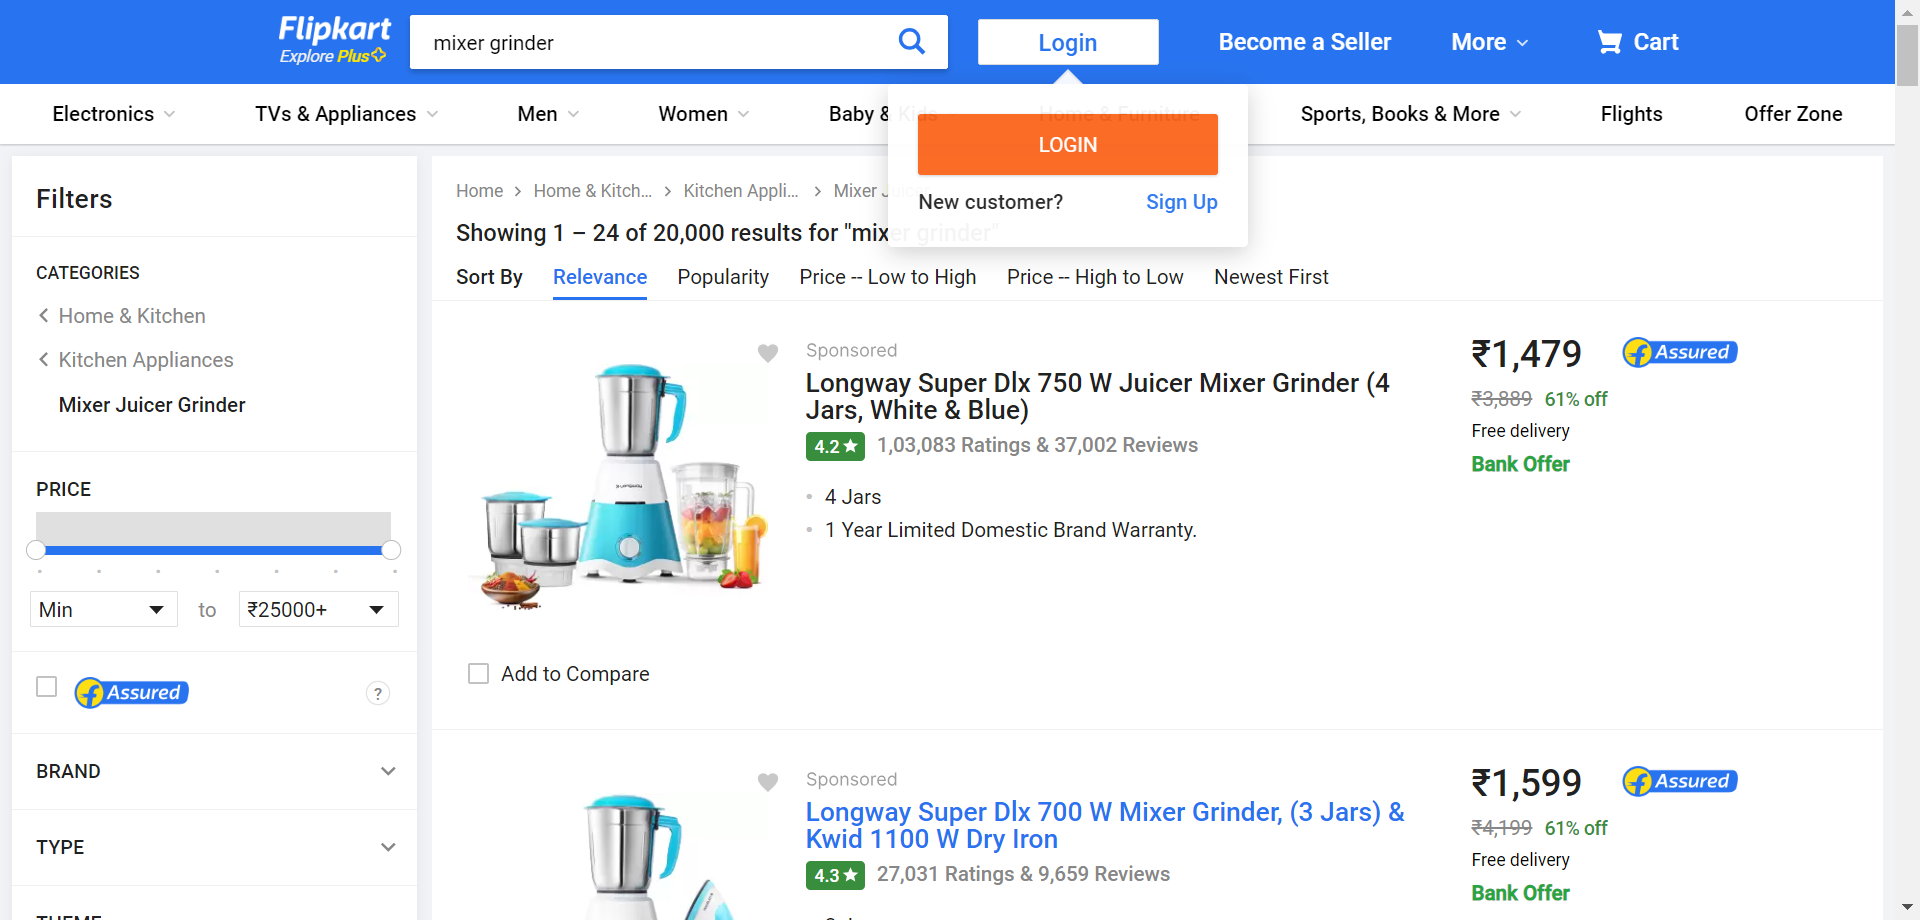 Flipkart
Explore Plus
mixer grinder
Login
Become a Seller
More
Cart
Electronics
TVs & Appliances
Men
Women
Baby & Kids
Home & Furniture
Sports, Books & More
Flights
Offer Zone
LOGIN
New customer?
Sign Up
Filters
CATEGORIES
Home & Kitchen
Kitchen Appliances
Mixer Juicer Grinder
PRICE
Min
to
₹25000+
Assured
?
BRAND
TYPE
THEME
Home
Home & Kitch...
Kitchen Appli...
Mixer Juicer
Showing 1 – 24 of 20,000 results for "mixer grinder"
Sort By
Relevance
Popularity
Price -- Low to High
Price -- High to Low
Newest First
Sponsored
Longway Super Dlx 750 W Juicer Mixer Grinder (4
Jars, White & Blue)
4.2
1,03,083 Ratings & 37,002 Reviews
4 Jars
1 Year Limited Domestic Brand Warranty.
₹1,479
Assured
₹3,889 61% off
Free delivery
Bank Offer
Add to Compare
Sponsored
Longway Super Dlx 700 W Mixer Grinder, (3 Jars) &
Kwid 1100 W Dry Iron
4.3
27,031 Ratings & 9,659 Reviews
₹1,599
Assured
₹4,199 61% off
Free delivery
Bank Offer